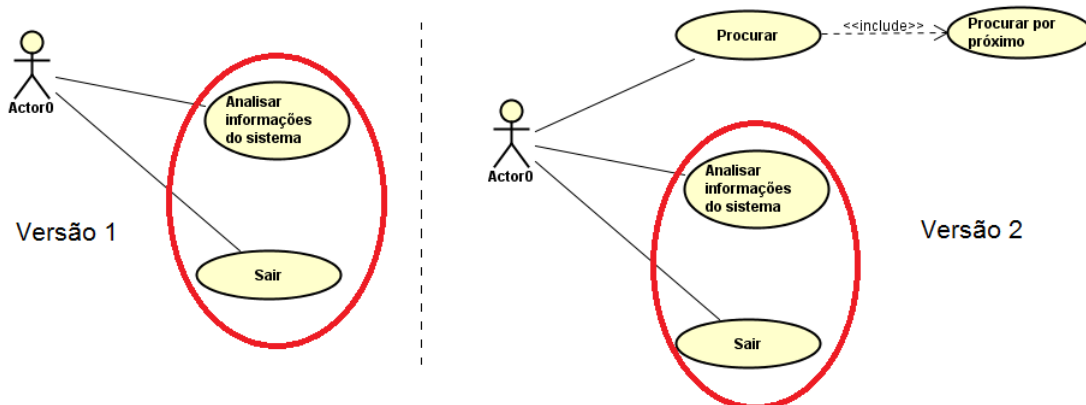 Actor0
Analisar
informações
do sistema
Sair
Versão 1
Procurar
<<include>>
Procurar por
próximo
Actor0
Analisar
informações
do sistema
Sair
Versão 2